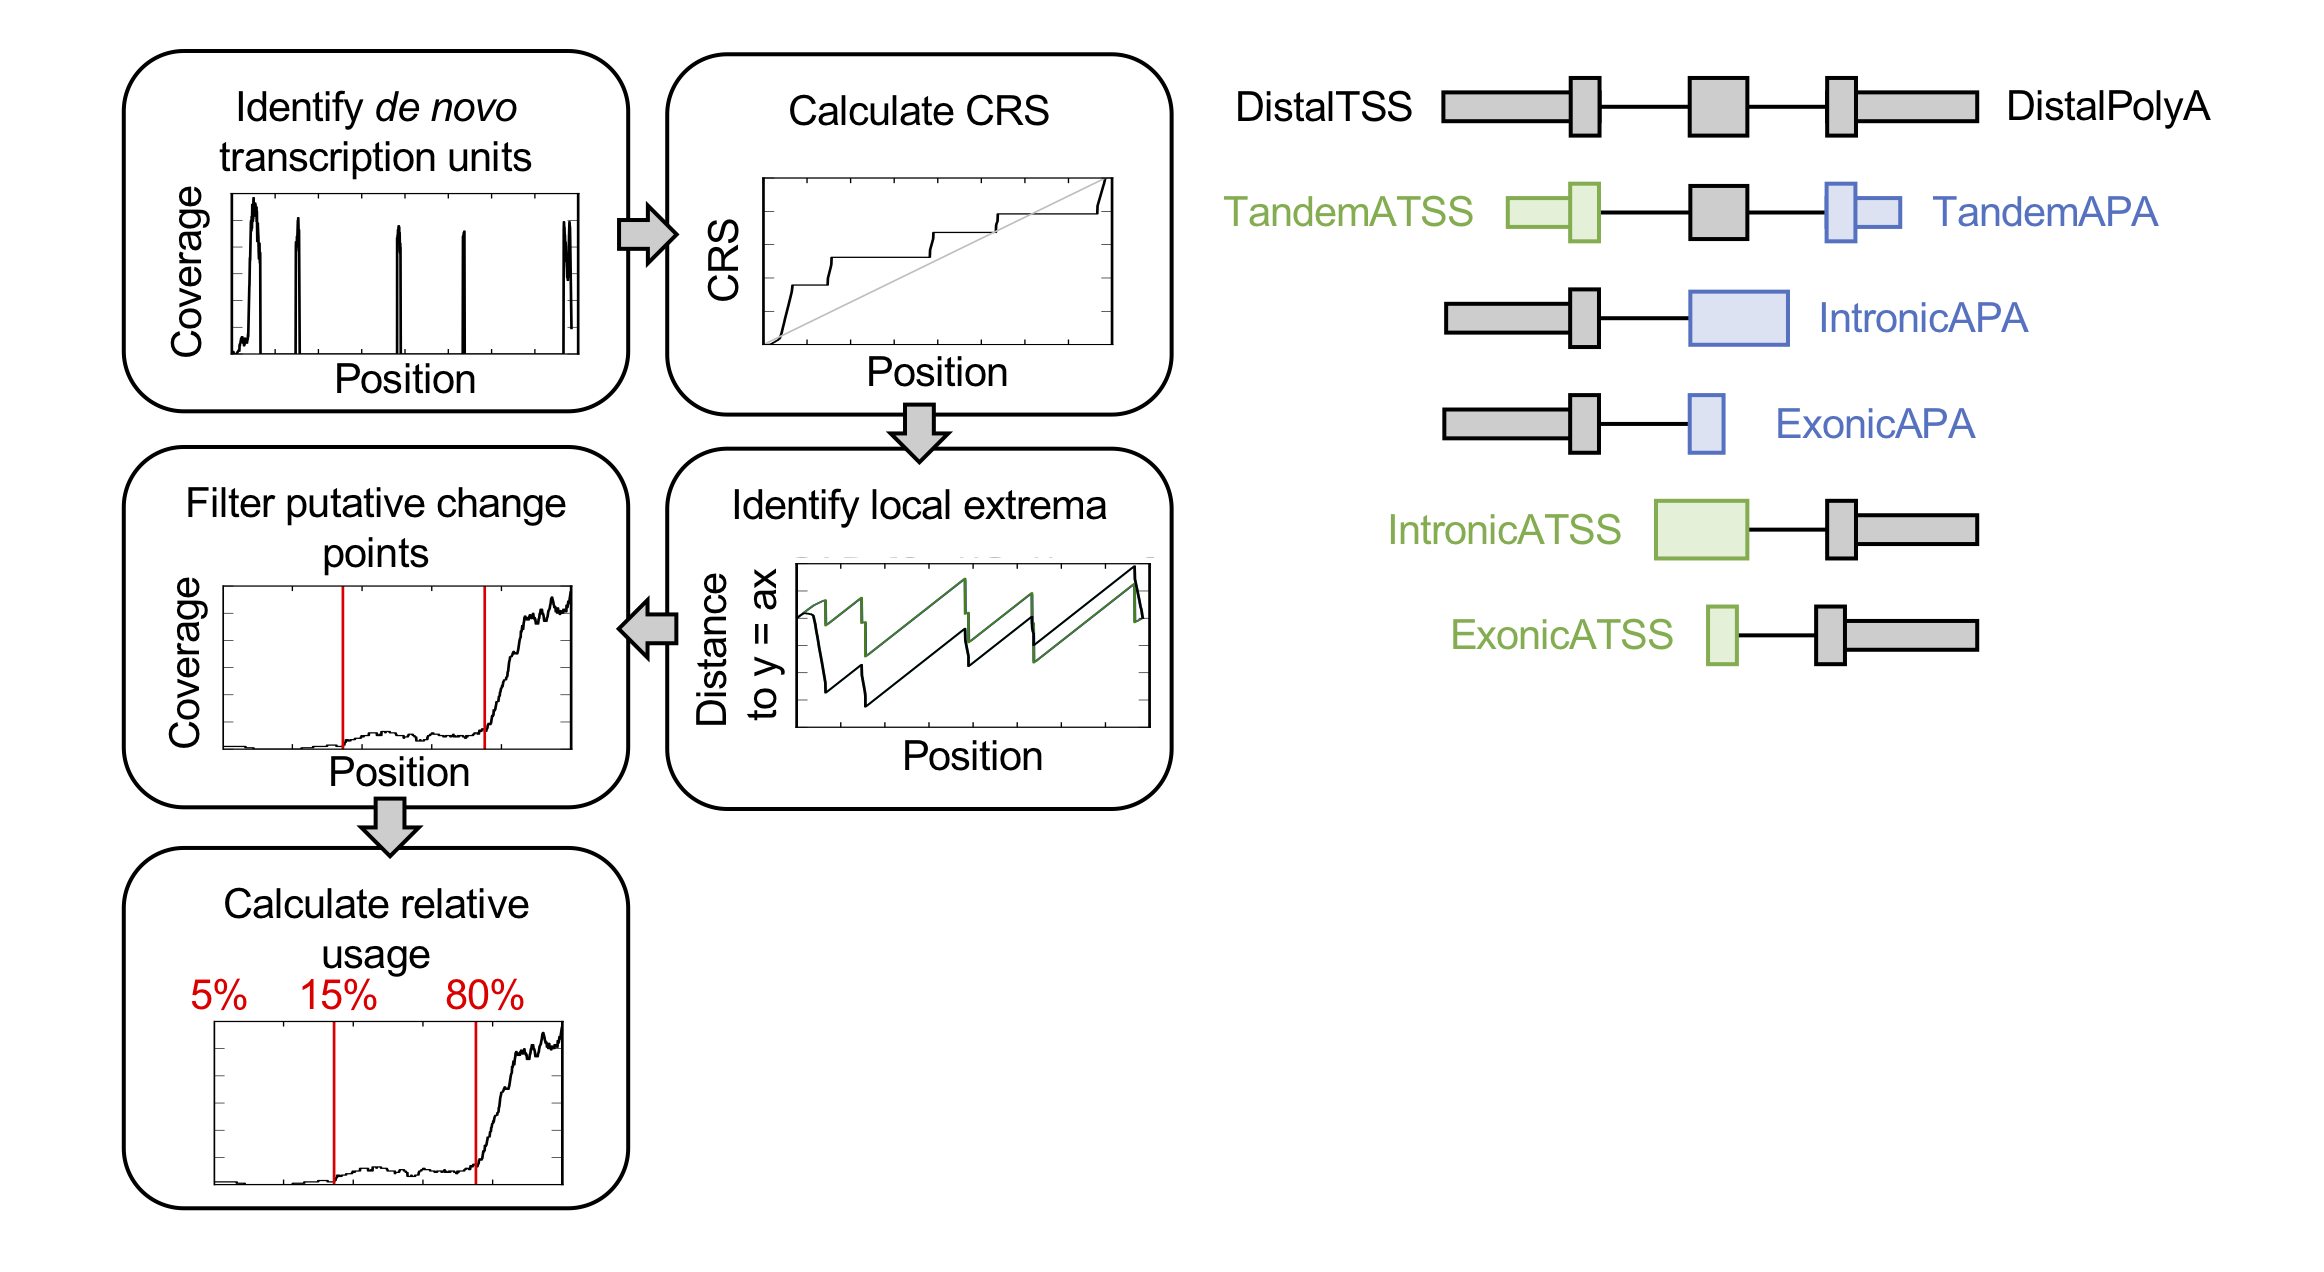 Identify de novo
transcription units
Coverage
Position
Calculate CRS
CRS
Position
Identify local extrema
Distance
to y = ax
Position
Filter putative change
points
Coverage
Position
Calculate relative
usage
5% 15% 80%
DistalTSS DistalPolyA
TandemATSS TandemAPA
IntronicAPA
ExonicAPA
IntronicATSS
ExonicATSS